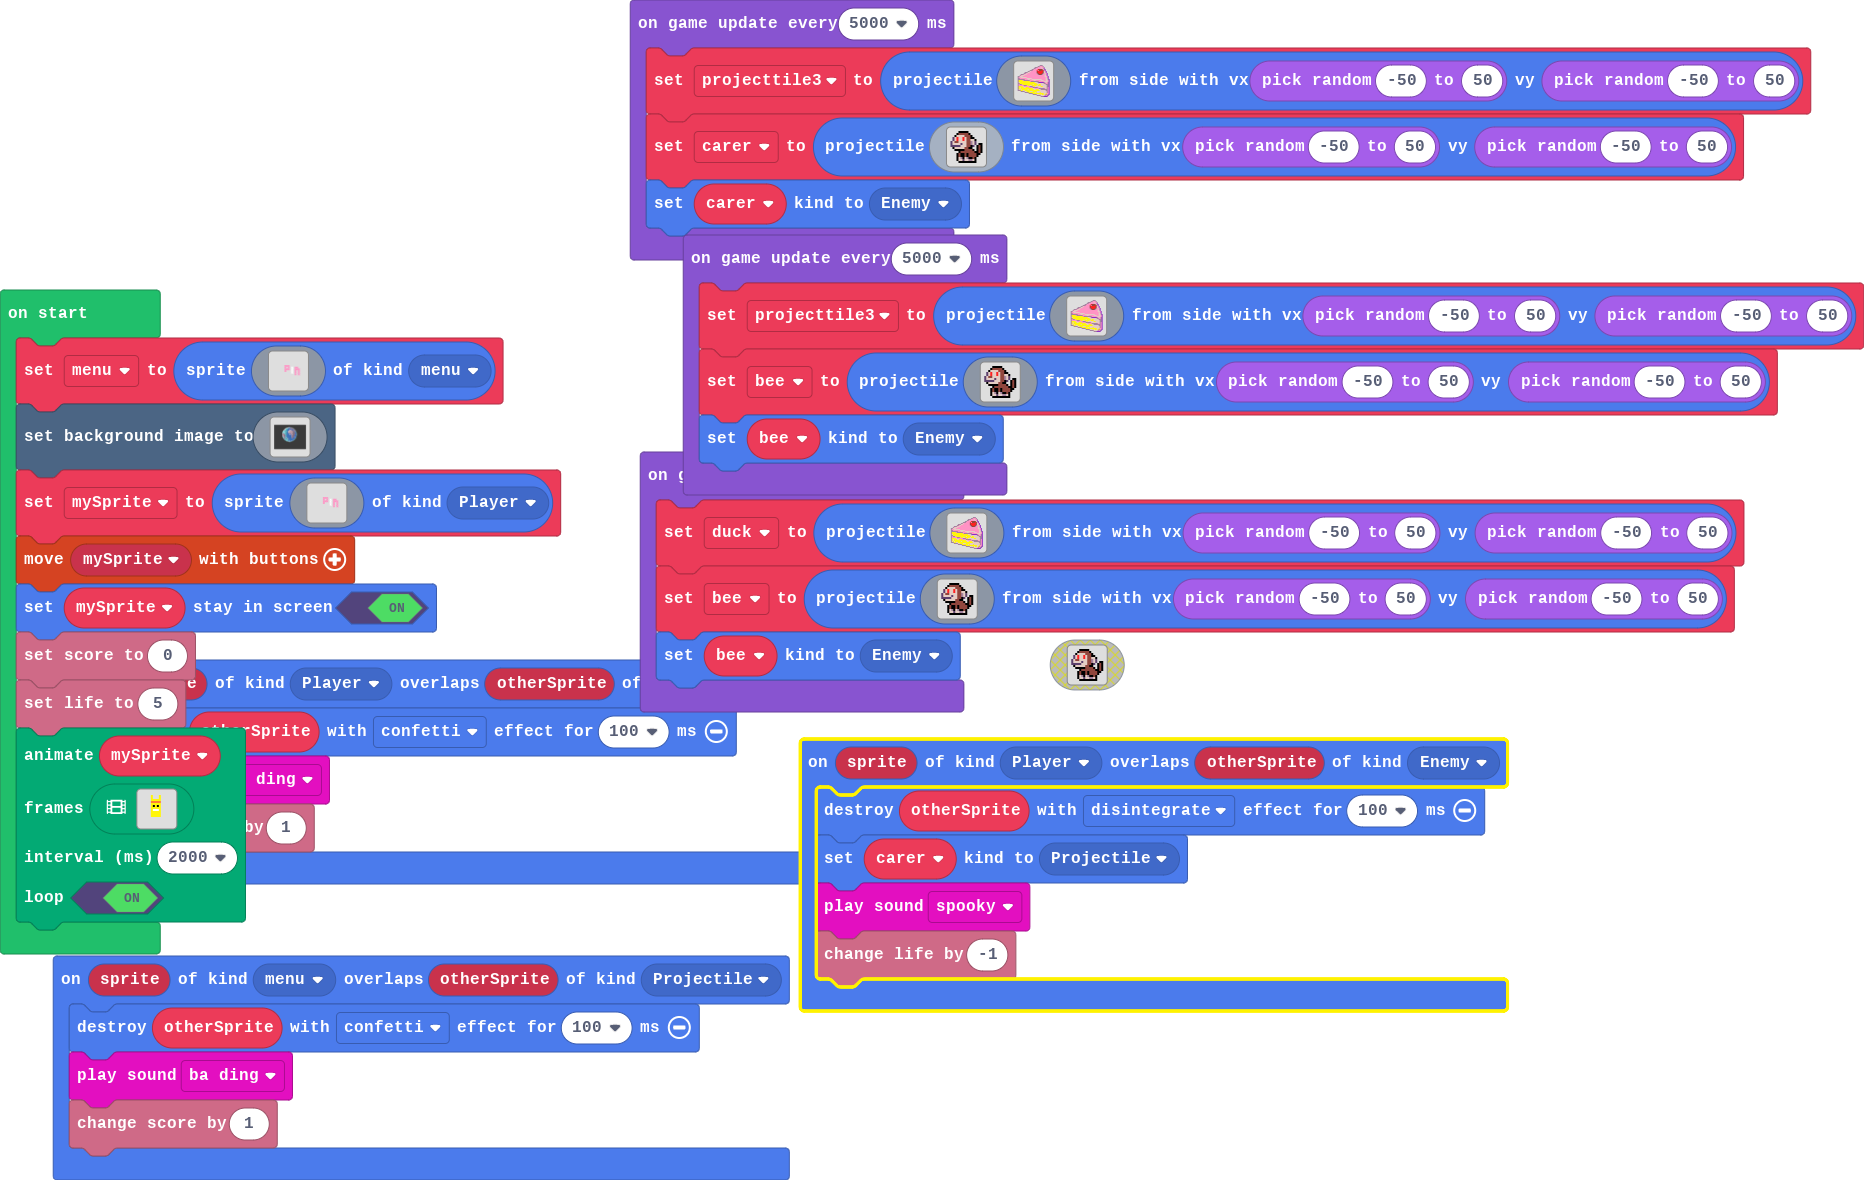 on game update every 5000 ms
set projecttile3 to projectile from side with vx pick random -50 to 50 vy pick random -50 to 50
set carer to projectile from side with vx pick random -50 to 50 vy pick random -50 to 50
set carer kind to Enemy
on game update every 5000 ms
set projecttile3 to projectile from side with vx pick random -50 to 50 vy pick random -50 to 50
set bee to projectile from side with vx pick random -50 to 50 vy pick random -50 to 50
set bee kind to Enemy
on
set duck to projectile from side with vx pick random -50 to 50 vy pick random -50 to 50
set bee to projectile from side with vx pick random -50 to 50 vy pick random -50 to 50
set bee kind to Enemy
on start
set menu to sprite of kind menu
set background image to
set mySprite to sprite of kind Player
move mySprite with buttons
set mySprite stay in screen ON
set score to 0
set life to 5
animate mySprite
frames
interval (ms) 2000
loop ON
of kind Player overlaps otherSprite of
otherSprite with confetti effect for 100 ms
ding
by 1
on sprite of kind Player overlaps otherSprite of kind Enemy
destroy otherSprite with disintegrate effect for 100 ms
set carer kind to Projectile
play sound spooky
change life by -1
on sprite of kind menu overlaps otherSprite of kind Projectile
destroy otherSprite with confetti effect for 100 ms
play sound ba ding
change score by 1